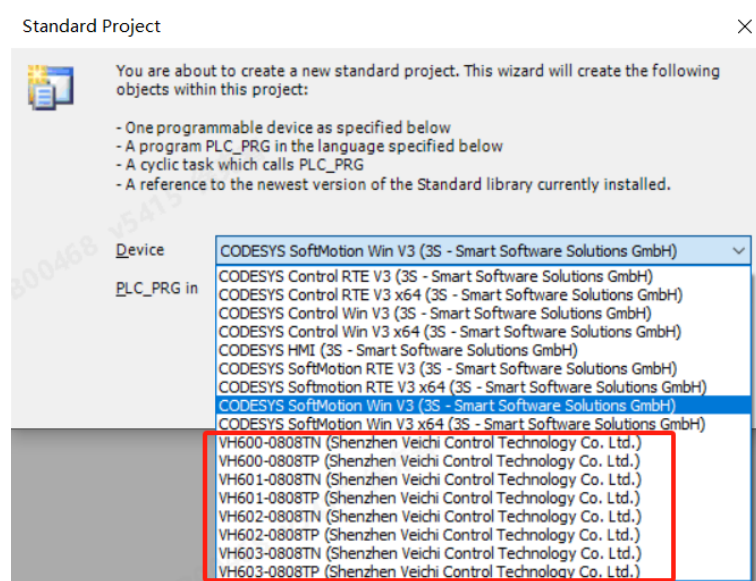 Standard Project
You are about to create a new standard project. This wizard will create the following
objects within this project:
- One programmable device as specified below
- A program PLC_PRG in the language specified below
- A cyclic task which calls PLC_PRG
- A reference to the newest version of the Standard library currently installed.
Device
CODESYS SoftMotion Win V3 (3S - Smart Software Solutions GmbH)
PLC_PRG in
CODESYS Control RTE V3 (3S - Smart Software Solutions GmbH)
CODESYS Control RTE V3 x64 (3S - Smart Software Solutions GmbH)
CODESYS Control Win V3 (3S - Smart Software Solutions GmbH)
CODESYS Control Win V3 x64 (3S - Smart Software Solutions GmbH)
CODESYS HMI (3S - Smart Software Solutions GmbH)
CODESYS SoftMotion RTE V3 (3S - Smart Software Solutions GmbH)
CODESYS Softmotion RTE V3 x64 (3S - Smart Software Solutions GmbH)
CODESYS SoftMotion Win V3 (3S - Smart Software Solutions GmbH)
CODESYS SoftMotion Win V3 x64 (3S - Smart Software Solutions GmbH)
VH600-0808TN (Shenzhen Veichi Control Technology Co. Ltd.)
VH600-0808TP (Shenzhen Veichi Control Technology Co. Ltd.)
VH601-0808TN (Shenzhen Veichi Control Technology Co. Ltd.)
VH601-0808TP (Shenzhen Veichi Control Technology Co. Ltd.)
VH602-0808TN (Shenzhen Veichi Control Technology Co. Ltd.)
VH602-0808TP (Shenzhen Veichi Control Technology Co. Ltd.)
VH603-0808TN (Shenzhen Veichi Control Technology Co. Ltd.)
VH603-0808TP (Shenzhen Veichi Control Technology Co. Ltd.)